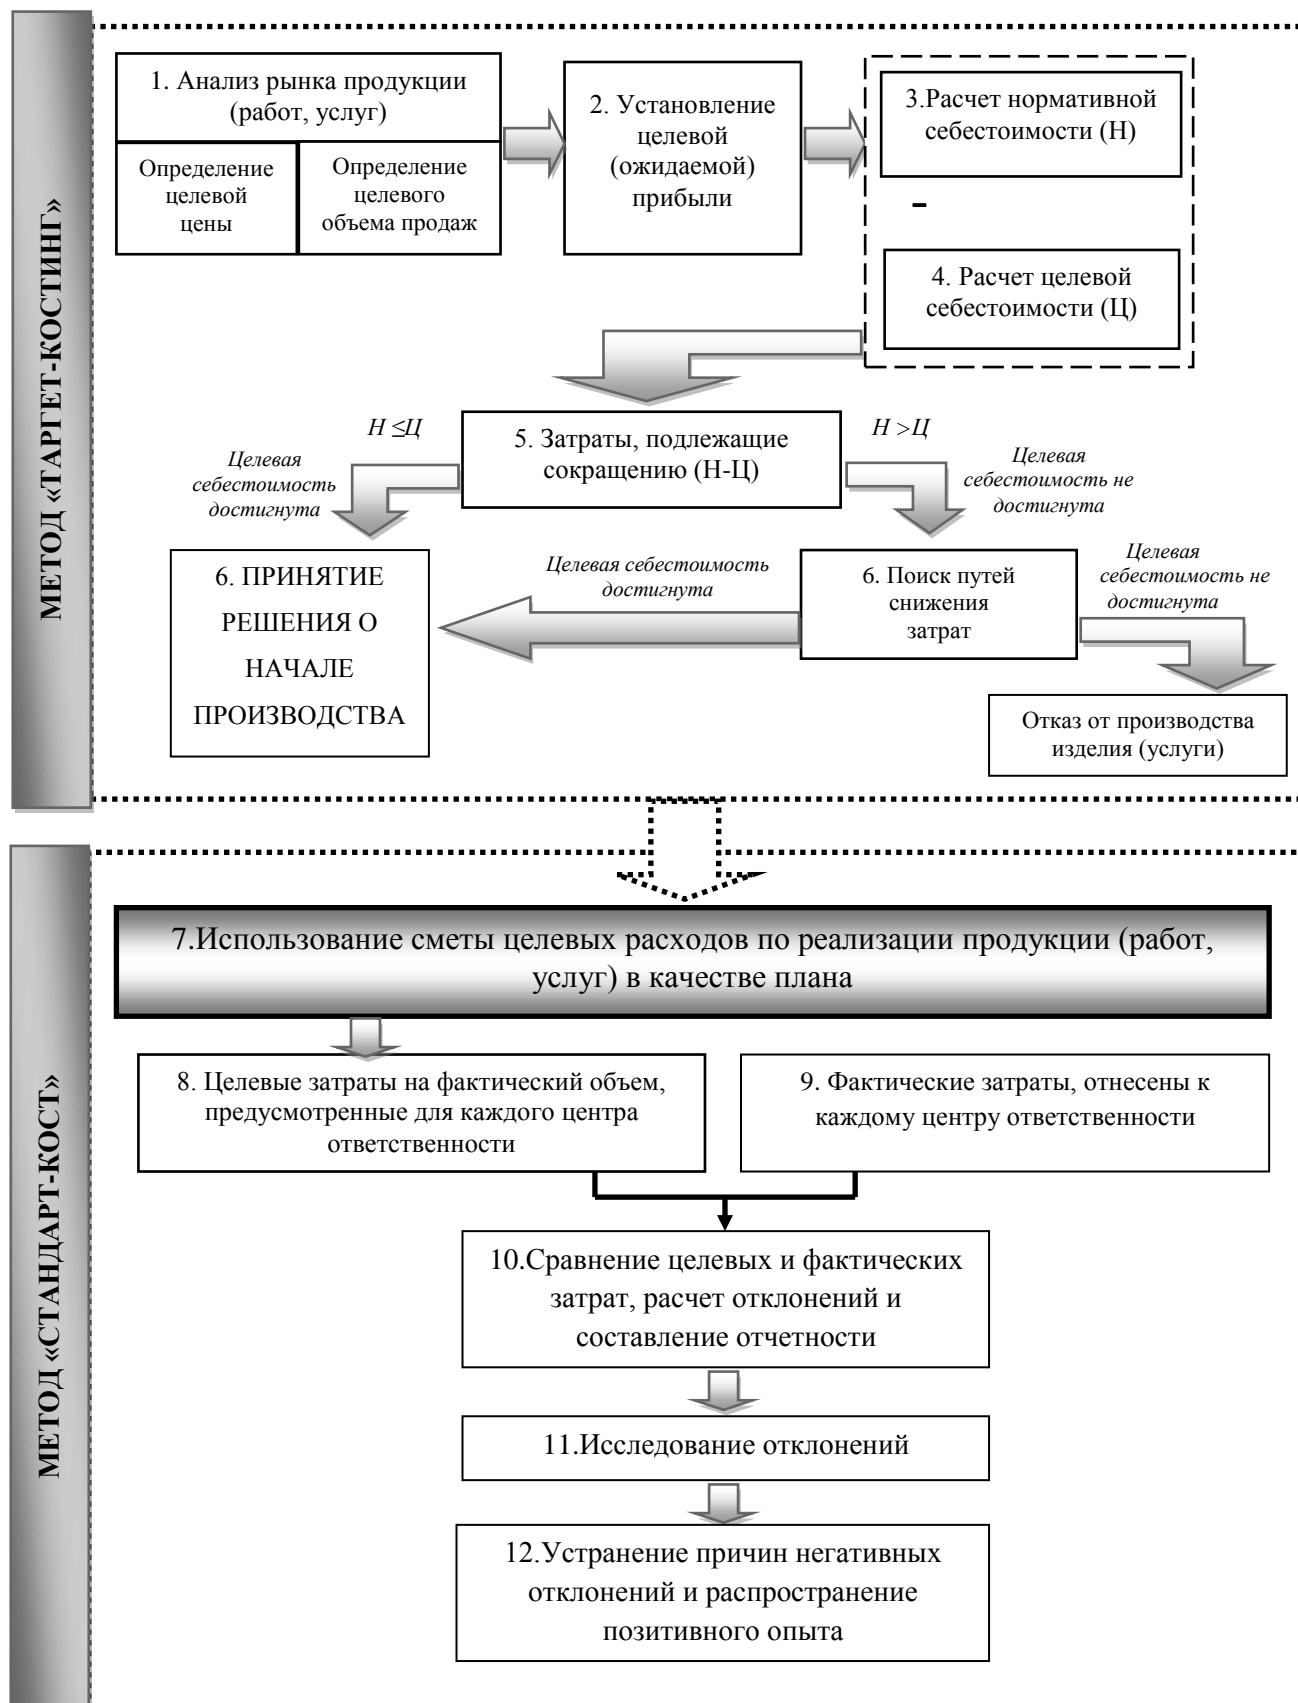 МЕТОД «ТАРГЕТ-КОСТИНГ»
1. Анализ рынка продукции
(работ, услуг)
Определение
целевой
цены
Определение
целевого
объема продаж
2. Установление
целевой
(ожидаемой)
прибыли
3.Расчет нормативной
себестоимости (Н)
-
4. Расчет целевой
себестоимости (Ц)
Н ≤Ц
5. Затраты, подлежащие
сокращению (Н-Ц)
Н >Ц
Целевая
себестоимость
достигнута
Целевая
себестоимость не
достигнута
6. ПРИНЯТИЕ
РЕШЕНИЯ О
НАЧАЛЕ
ПРОИЗВОДСТВА
Целевая себестоимость
достигнута
6. Поиск путей
снижения
затрат
Целевая
себестоимость не
достигнута
Отказ от производства
изделия (услуги)
МЕТОД «СТАНДАРТ-КОСТ»
7.Использование сметы целевых расходов по реализации продукции (работ,
услуг) в качестве плана
8. Целевые затраты на фактический объем,
предусмотренные для каждого центра
ответственности
9. Фактические затраты, отнесены к
каждому центру ответственности
10.Сравнение целевых и фактических
затрат, расчет отклонений и
составление отчетности
11.Исследование отклонений
12.Устранение причин негативных
отклонений и распространение
позитивного опыта